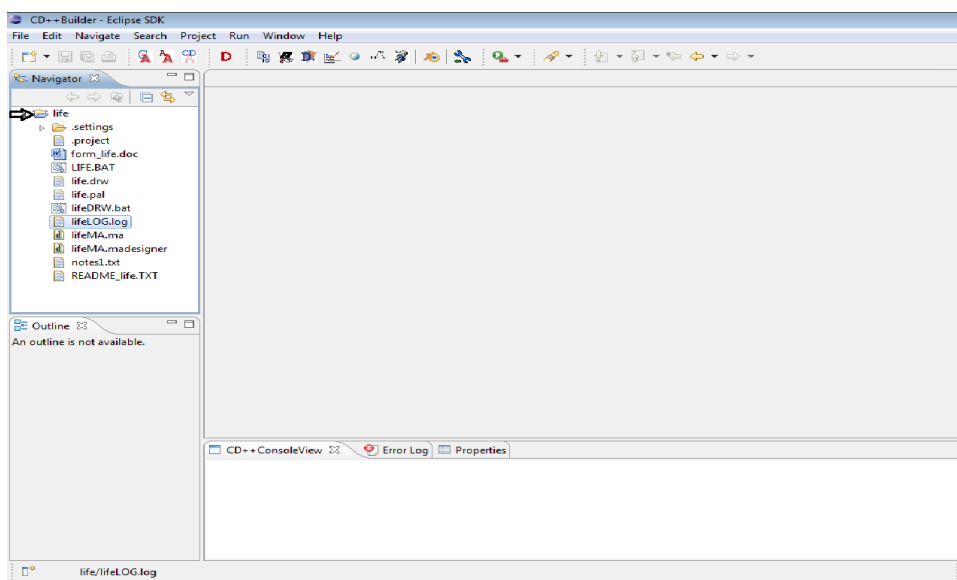 CD++Builder - Eclipse SDK
File Edit Navigate Search Project Run Window Help
Navigator
life
.settings
.project
form_life.doc
LIFE.BAT
life.drw
life.pal
lifeDRW.bat
lifeLOG.log
lifeMA.ma
lifeMA.madesigner
notes1.txt
README_life.TXT
Outline
An outline is not available.
CD++ConsoleView Error Log Properties
life/lifeLOG.log